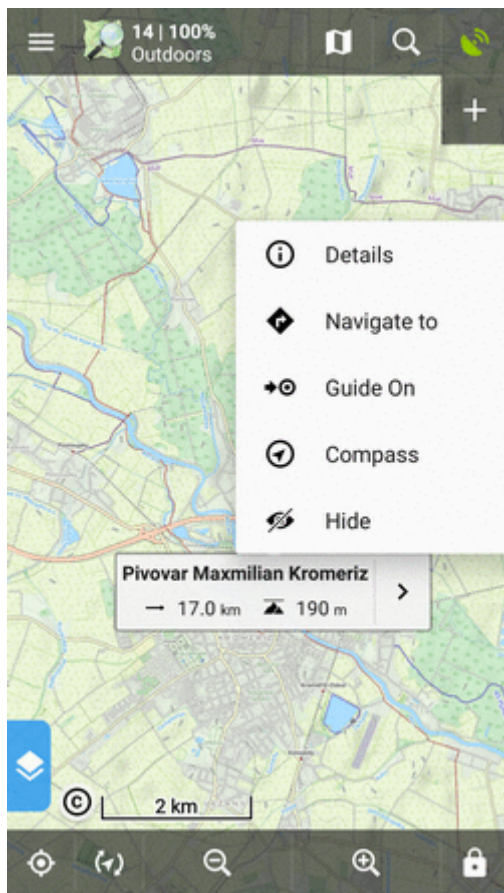 14 | 100%
Outdoors
Details
Navigate to
Guide On
Compass
Hide
Pivovar Maxmilian Kromeriz
17.0 km
190 m
2 km